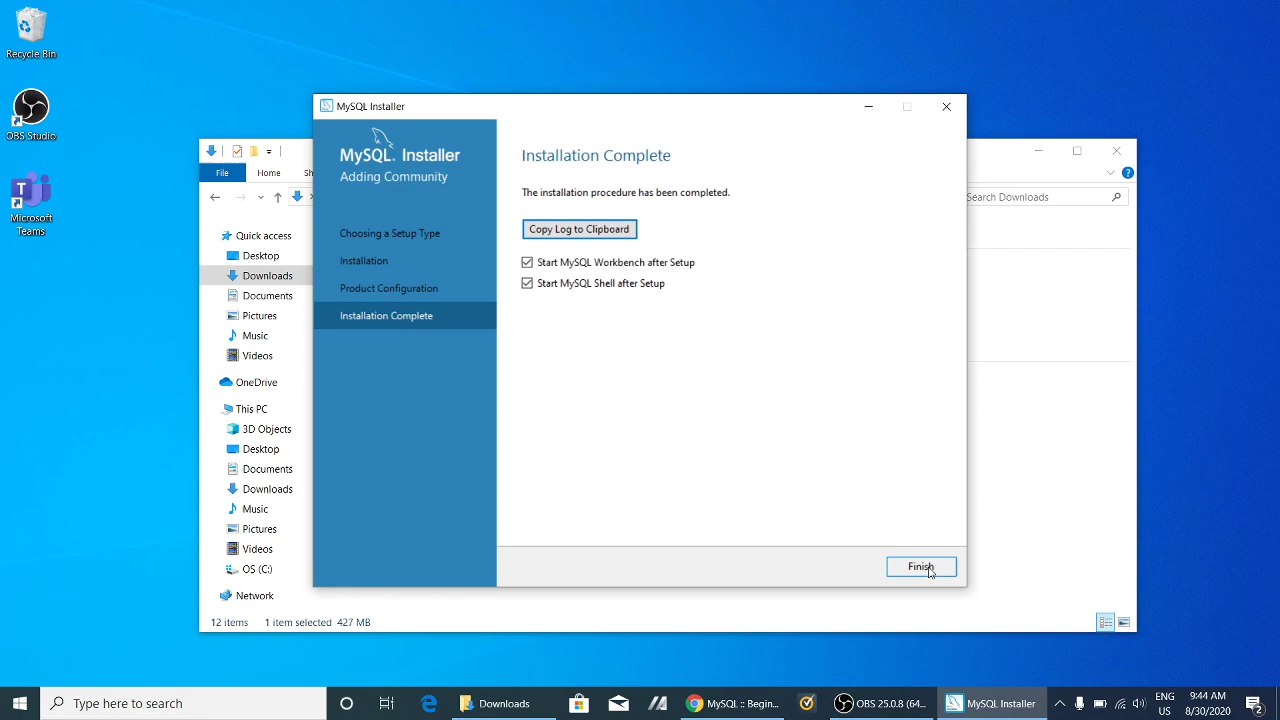 Recycle Bin
OBS Studio
Microsoft
Teams
MySQL Installer
MySQL. Installer
Adding Community
Choosing a Setup Type
Installation
Product Configuration
Installation Complete
Installation Complete
The installation procedure has been completed.
Copy Log to Clipboard
Start MySQL Workbench after Setup
Start MySQL Shell after Setup
Finish
File
Home
Sh
Search Downloads
Quick access
Desktop
Downloads
Documents
Pictures
Music
Videos
OneDrive
This PC
3D Objects
Desktop
Documents
Downloads
Music
Pictures
Videos
OS (C:)
Network
12 items 1 item selected 427 MB
Type here to search
Downloads
MySQL :: Begin...
OBS 25.0.8 (64...
MySQL Installer
ENG
US
9:44 AM
8/30/2020
2